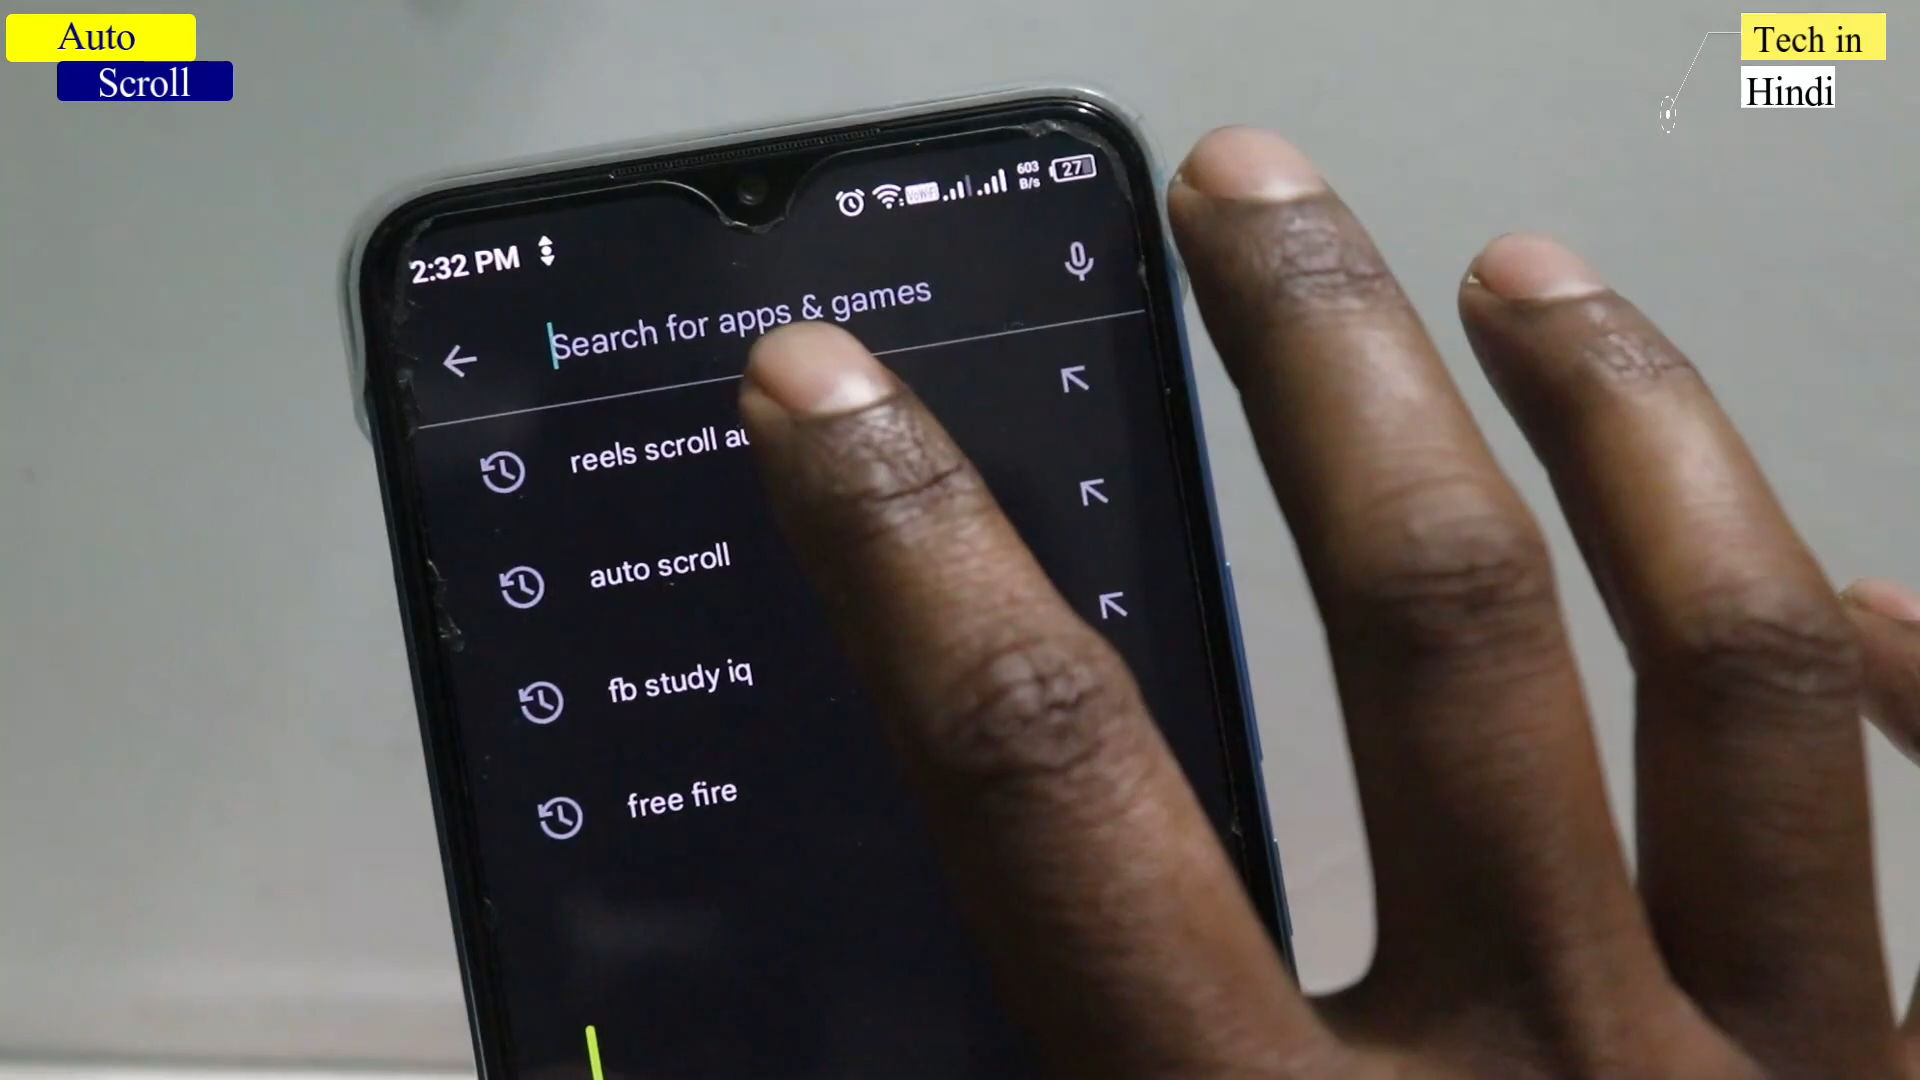 Auto
Scroll
Tech in
Hindi
2:32 PM
VoWiFi
603
B/s
27
Search for apps & games
reels scroll
auto scroll
fb study iq
free fire